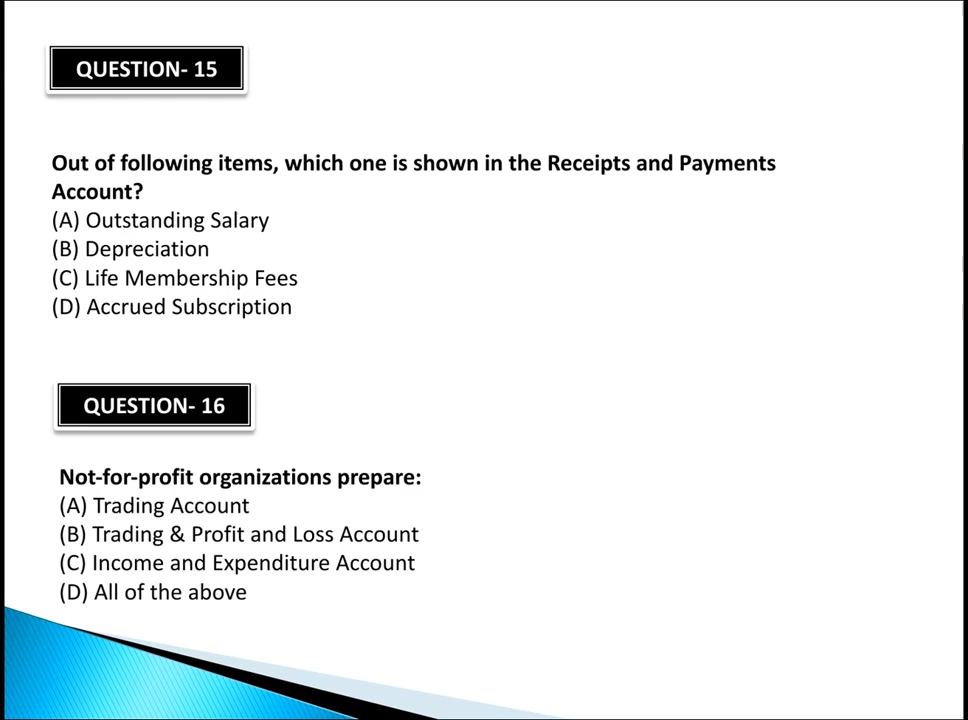 QUESTION- 15
Out of following items, which one is shown in the Receipts and Payments
Account?
(A) Outstanding Salary
(B) Depreciation
(C) Life Membership Fees
(D) Accrued Subscription
QUESTION- 16
Not-for-profit organizations prepare:
(A) Trading Account
(B) Trading & Profit and Loss Account
(C) Income and Expenditure Account
(D) All of the above